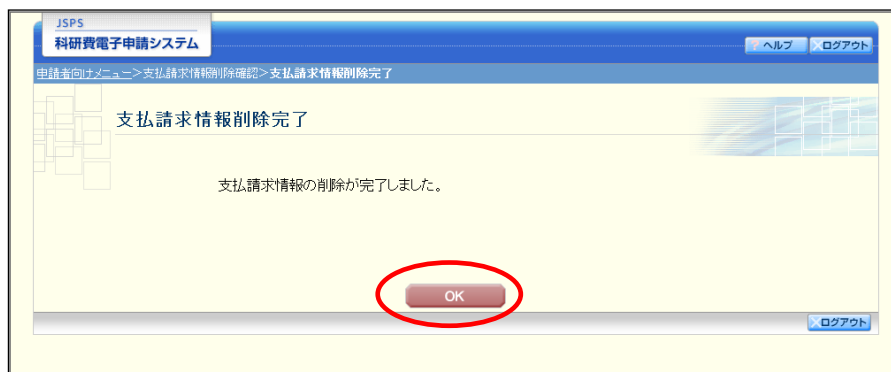 JSPS
科研費電子申請システム
? ヘルプ ×ログアウト
申請者向けメニュー>支払請求情報削除確認>支払請求情報削除完了
支払請求情報削除完了
支払請求情報の削除が完了しました。
OK
×ログアウト